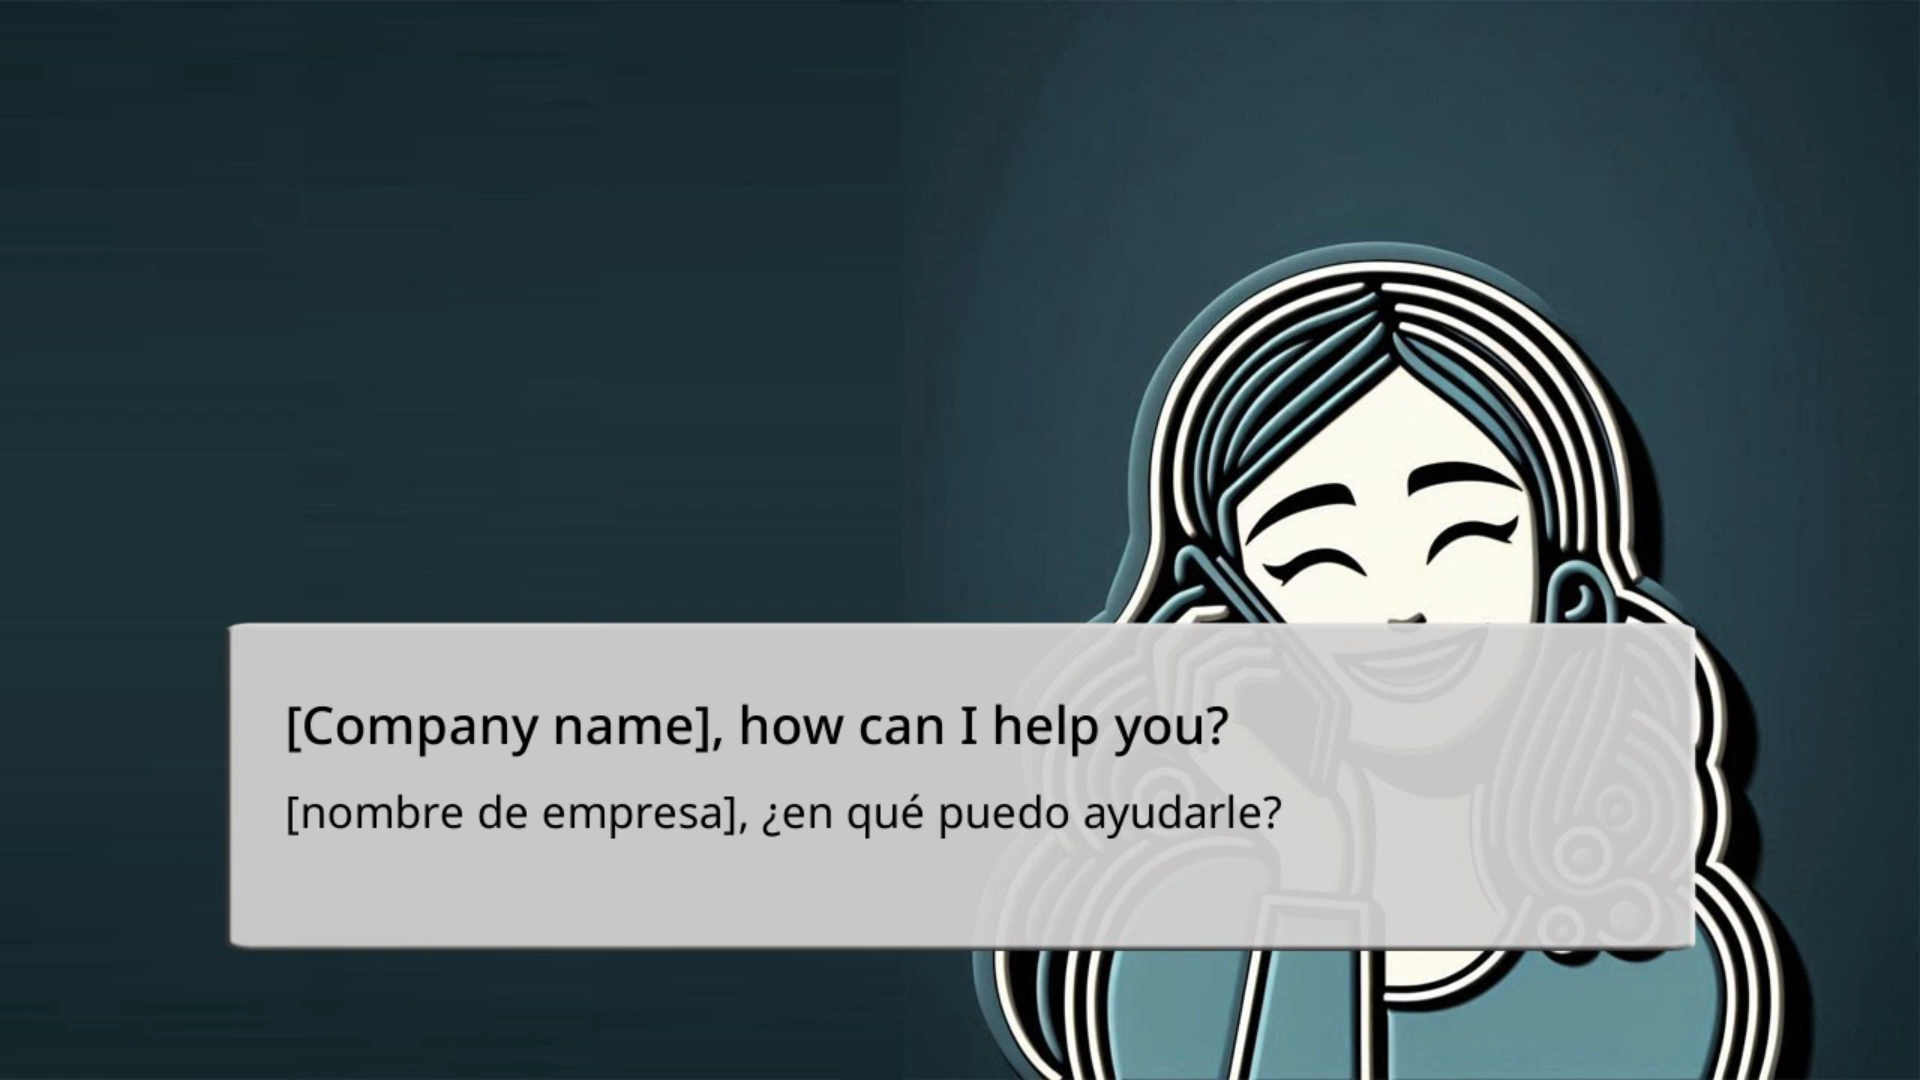 [Company name], how can I help you?
[nombre de empresa], ¿en qué puedo ayudarle?